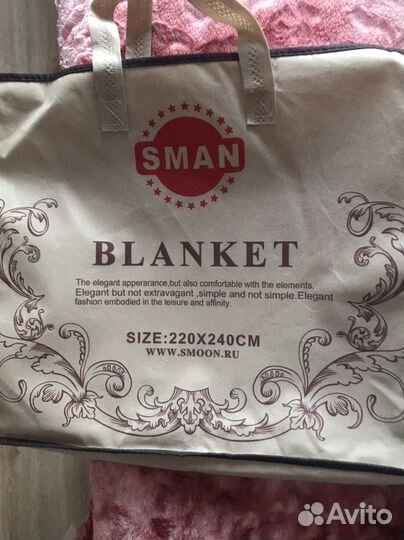 SMAN
BLANKET
The elegant apperarance,but also comfortable with the elements.
Elegant but not extravagant ,simple and not simple.Elegant
fashion embodied in the leisure and affinity.
SIZE:220X240CM
WWW.SMOON.RU
Avito